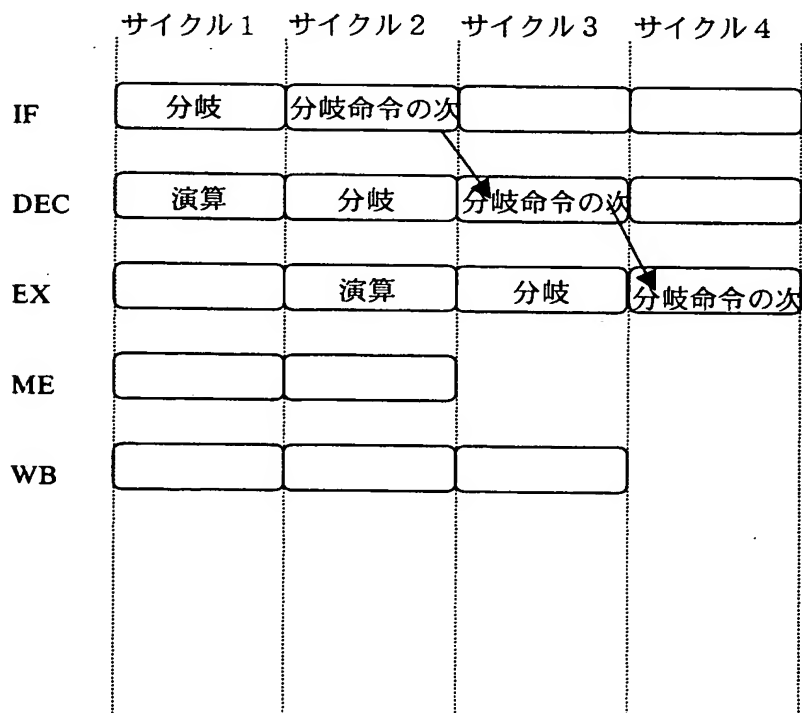 サイクル1 サイクル2 サイクル3 サイクル4
IF 分岐 分岐命令の次
DEC 演算 分岐 分岐命令の次
EX 演算 分岐 分岐命令の次
ME
WB